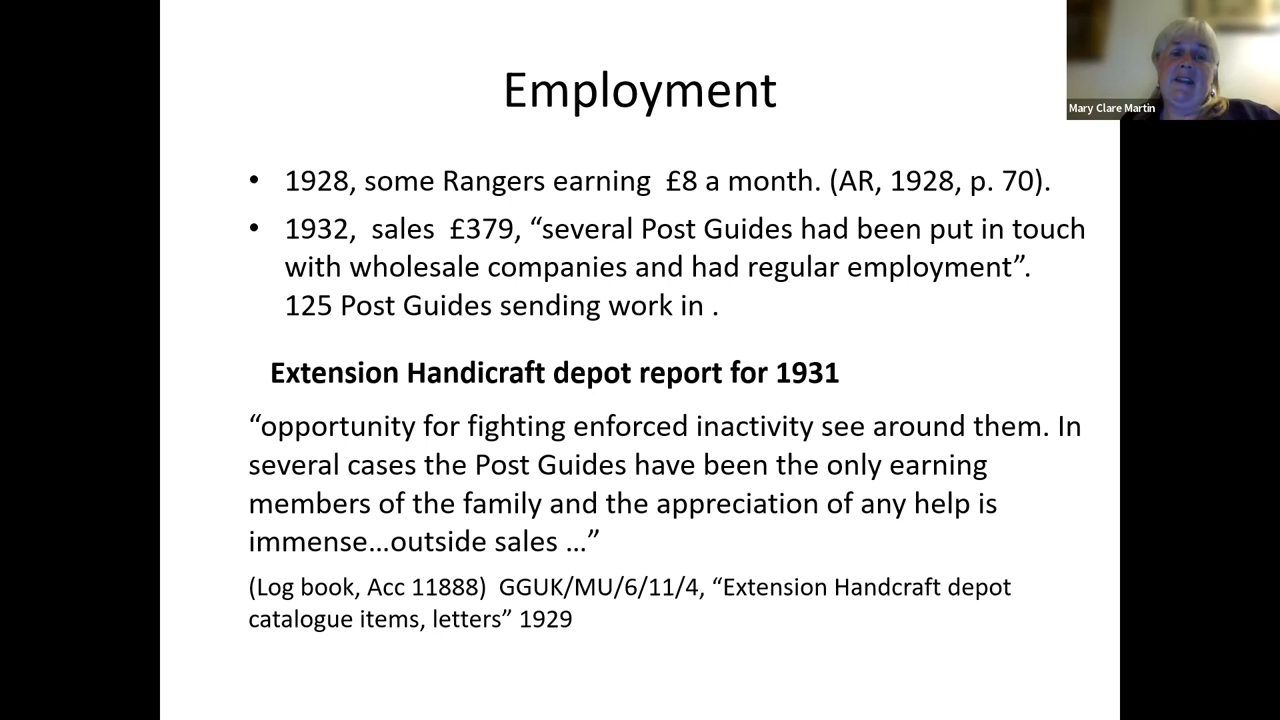 Employment
Mary Clare Martin
• 1928, some Rangers earning £8 a month. (AR, 1928, p. 70).
• 1932, sales £379, “several Post Guides had been put in touch
with wholesale companies and had regular employment”.
125 Post Guides sending work in .
Extension Handicraft depot report for 1931
“opportunity for fighting enforced inactivity see around them. In
several cases the Post Guides have been the only earning
members of the family and the appreciation of any help is
immense…outside sales …”
(Log book, Acc 11888) GGUK/MU/6/11/4, “Extension Handcraft depot
catalogue items, letters” 1929